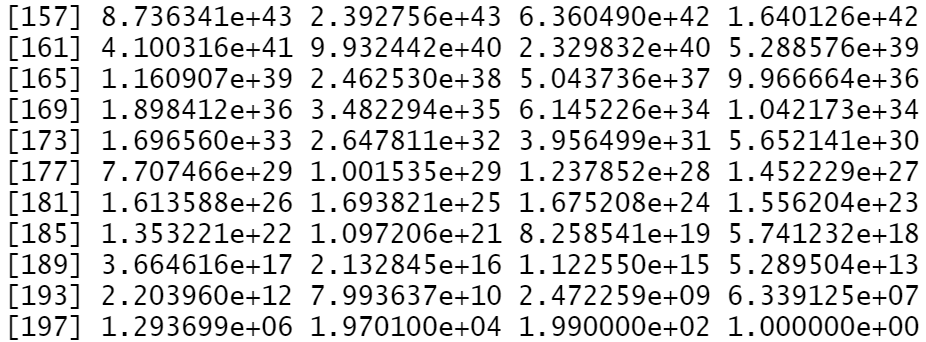 [157] 8.736341e+43 2.392756e+43 6.360490e+42 1.640126e+42
[161] 4.100316e+41 9.932442e+40 2.329832e+40 5.288576e+39
[165] 1.160907e+39 2.462530e+38 5.043736e+37 9.966664e+36
[169] 1.898412e+36 3.482294e+35 6.145226e+34 1.042173e+34
[173] 1.696560e+33 2.647811e+32 3.956499e+31 5.652141e+30
[177] 7.707466e+29 1.001535e+29 1.237852e+28 1.452229e+27
[181] 1.613588e+26 1.693821e+25 1.675208e+24 1.556204e+23
[185] 1.353221e+22 1.097206e+21 8.258541e+19 5.741232e+18
[189] 3.664616e+17 2.132845e+16 1.122550e+15 5.289504e+13
[193] 2.203960e+12 7.993637e+10 2.472259e+09 6.339125e+07
[197] 1.293699e+06 1.970100e+04 1.990000e+02 1.000000e+00